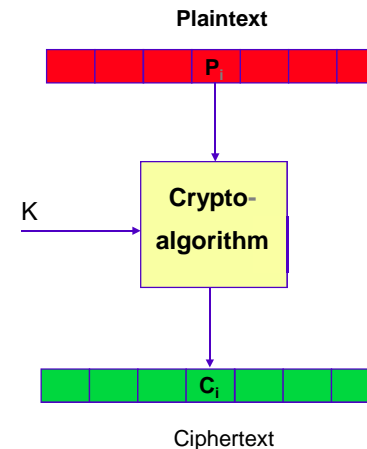 Plaintext
Pi
Crypto-
K
algorithm
Ci
Ciphertext